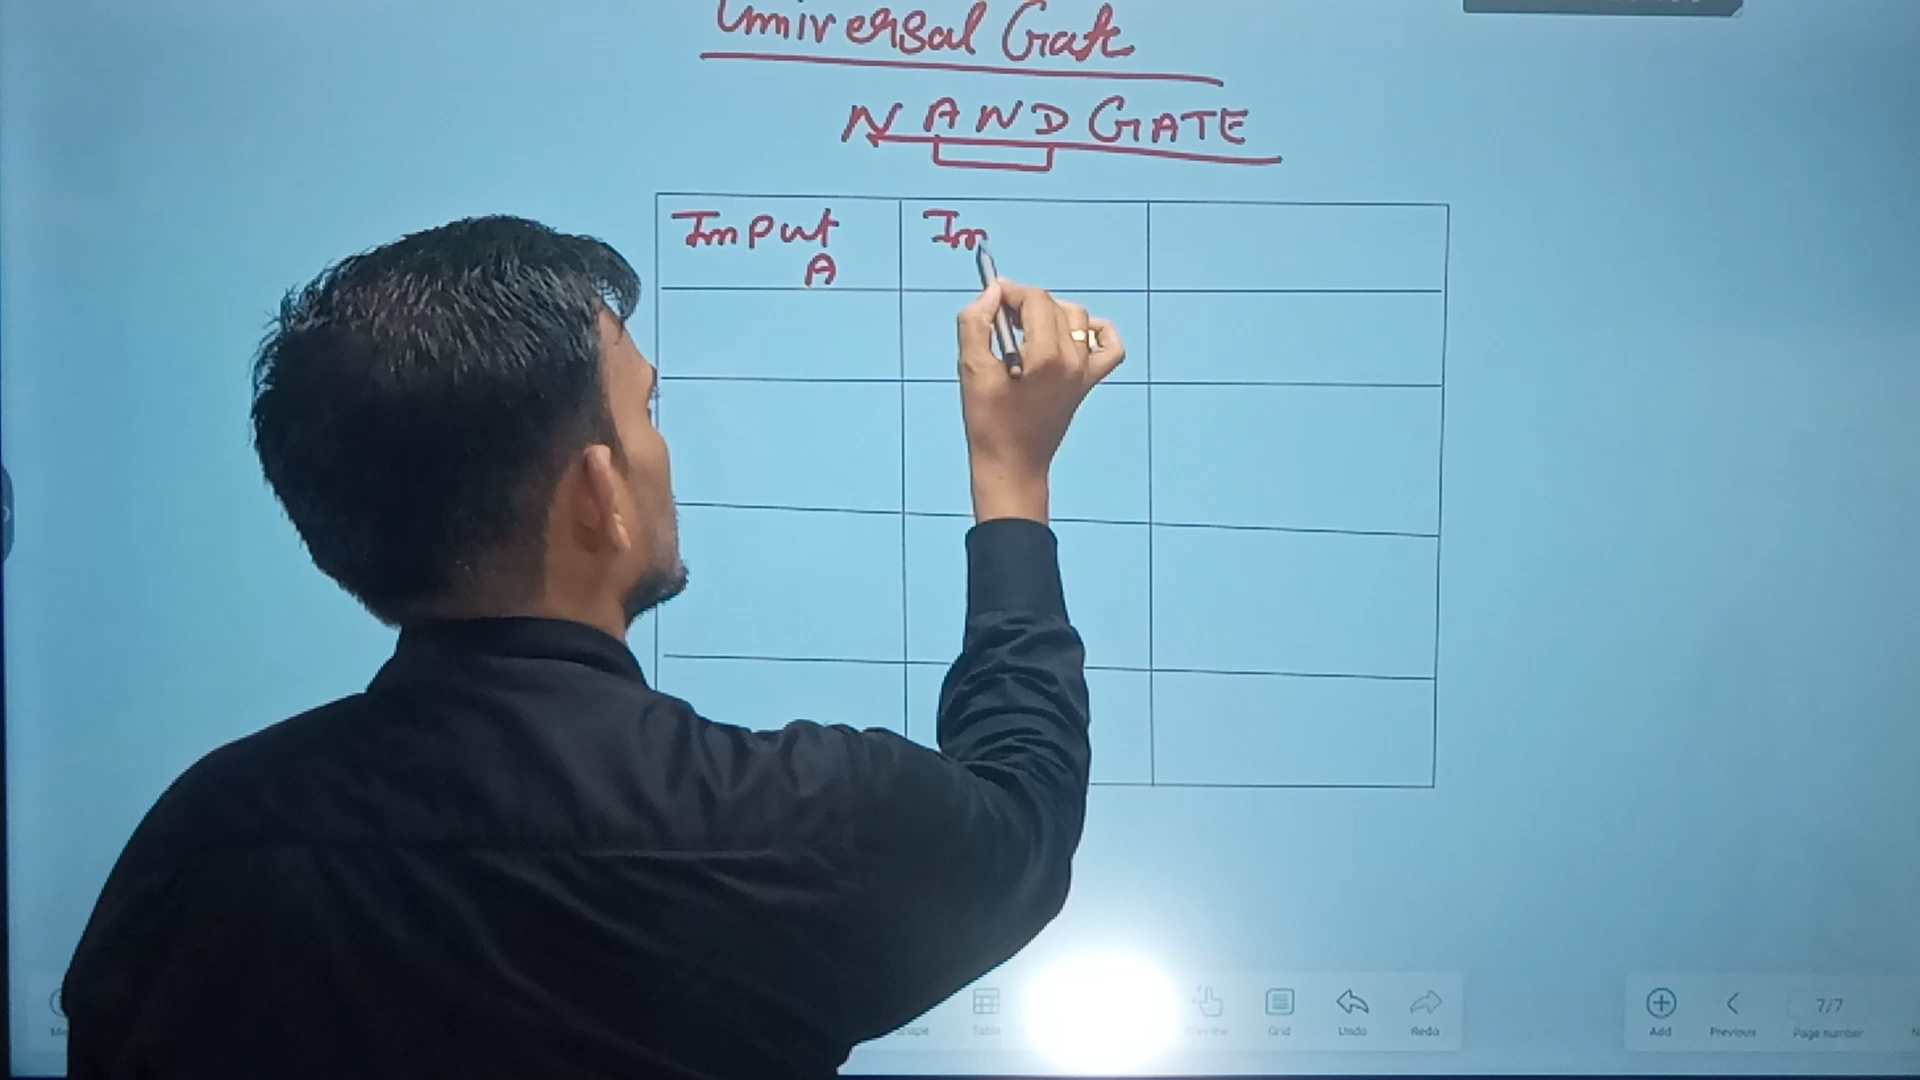 Universal Gate
NAND GATE
Input In
A
Table Grid Undo Redo Add Previous 7/7 Page number